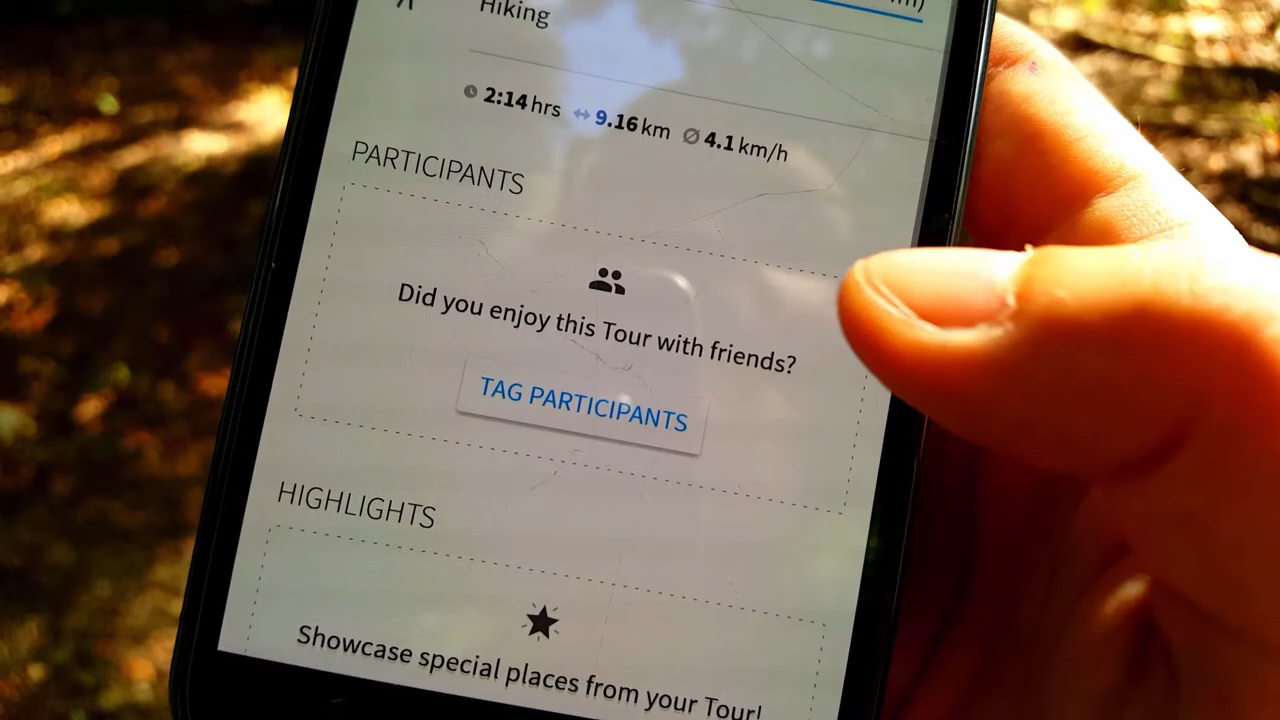 Hiking
2:14 hrs 9.16 km 4.1 km/h
PARTICIPANTS
Did you enjoy this Tour with friends?
TAG PARTICIPANTS
HIGHLIGHTS
Showcase special places from your Tour!